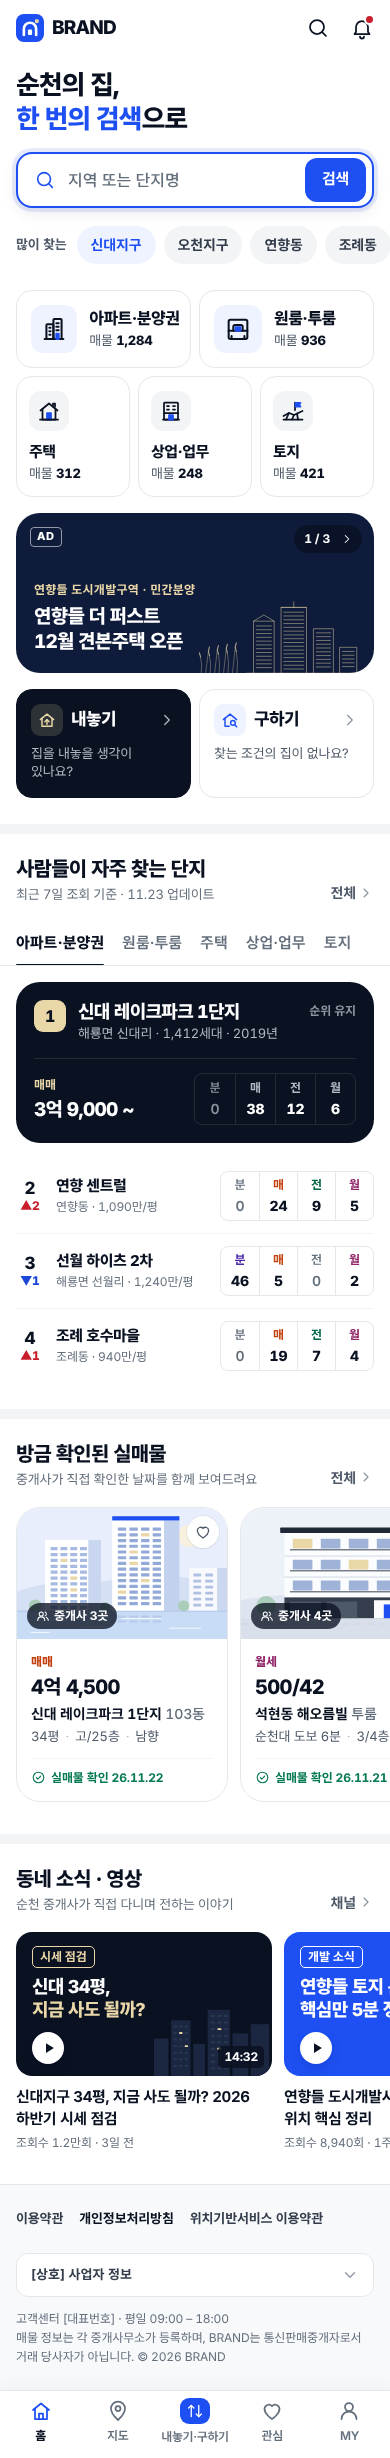 BRAND
순천의 집,
한 번의 검색으로
지역 또는 단지명
검색
많이 찾는
신대지구
오천지구
연향동
조례동
아파트·분양권
매물 1,284
원룸·투룸
매물 936
주택
매물 312
상업·업무
매물 248
토지
매물 421
AD
1 / 3
연향들 도시개발구역 · 민간분양
연향들 더 퍼스트
12월 견본주택 오픈
내놓기
집을 내놓을 생각이
있나요?
구하기
찾는 조건의 집이 없나요?
사람들이 자주 찾는 단지
최근 7일 조회 기준 · 11.23 업데이트
전체
아파트·분양권
원룸·투룸
주택
상업·업무
토지
1
신대 레이크파크 1단지
순위 유지
해룡면 신대리 · 1,412세대 · 2019년
매매
3억 9,000 ~
분 매 전 월
0 38 12 6
2
▲2
연향 센트럴
연향동 · 1,090만/평
분 매 전 월
0 24 9 5
3
▼1
선월 하이츠 2차
해룡면 선월리 · 1,240만/평
분 매 전 월
46 5 0 2
4
▲1
조례 호수마을
조례동 · 940만/평
분 매 전 월
0 19 7 4
방금 확인된 실매물
중개사가 직접 확인한 날짜를 함께 보여드려요
전체
중개사 3곳
매매
4억 4,500
신대 레이크파크 1단지 103동
34평 · 고/25층 · 남향
실매물 확인 26.11.22
중개사 4곳
월세
500/42
석현동 해오름빌 투룸
순천대 도보 6분 · 3/4층
실매물 확인 26.11.21
동네 소식 · 영상
순천 중개사가 직접 다니며 전하는 이야기
채널
시세 점검
신대 34평,
지금 사도 될까?
14:32
신대지구 34평, 지금 사도 될까? 2026
하반기 시세 점검
조회수 1.2만회 · 3일 전
개발 소식
연향들 토지
핵심만 5분 
연향들 도시개발
위치 핵심 정리
조회수 8,940회 · 1주
이용약관
개인정보처리방침
위치기반서비스 이용약관
[상호] 사업자 정보
고객센터 [대표번호] · 평일 09:00 – 18:00
매물 정보는 각 중개사무소가 등록하며, BRAND는 통신판매중개자로서
거래 당사자가 아닙니다. © 2026 BRAND
홈
지도
내놓기·구하기
관심
MY